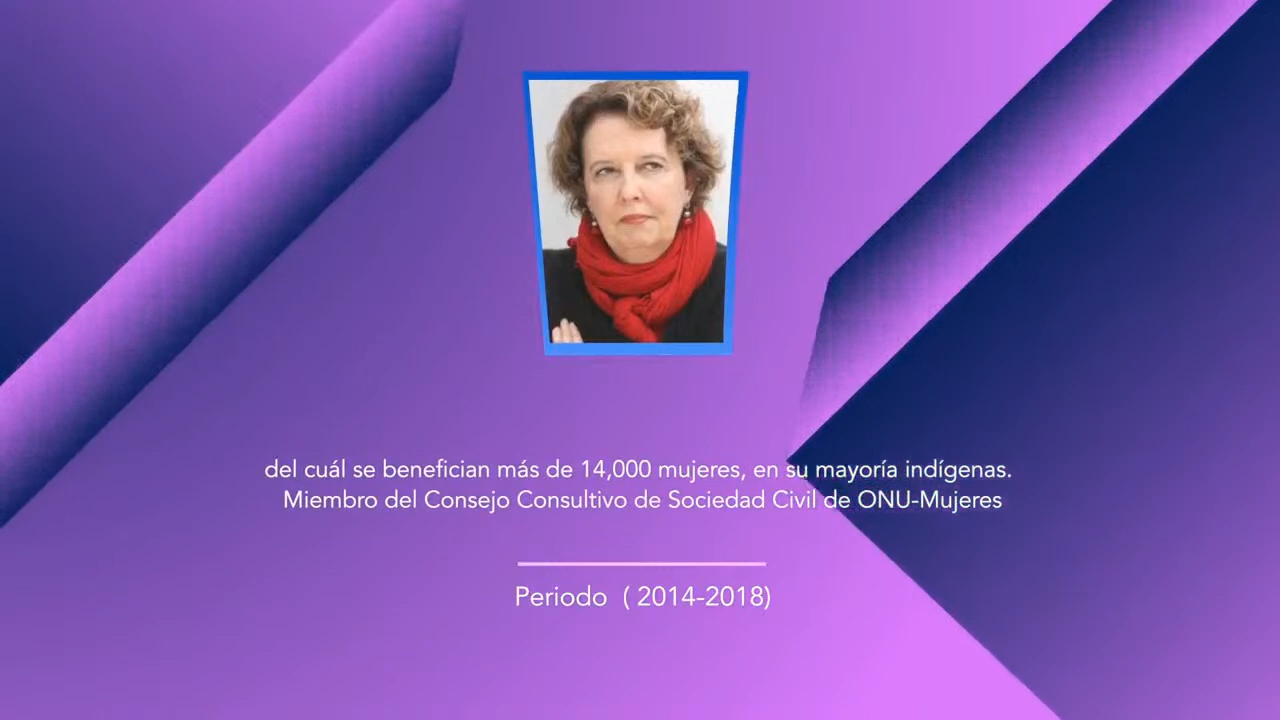 del cuál se benefician más de 14,000 mujeres, en su mayoría indígenas.
Miembro del Consejo Consultivo de Sociedad Civil de ONU-Mujeres
Periodo ( 2014-2018)